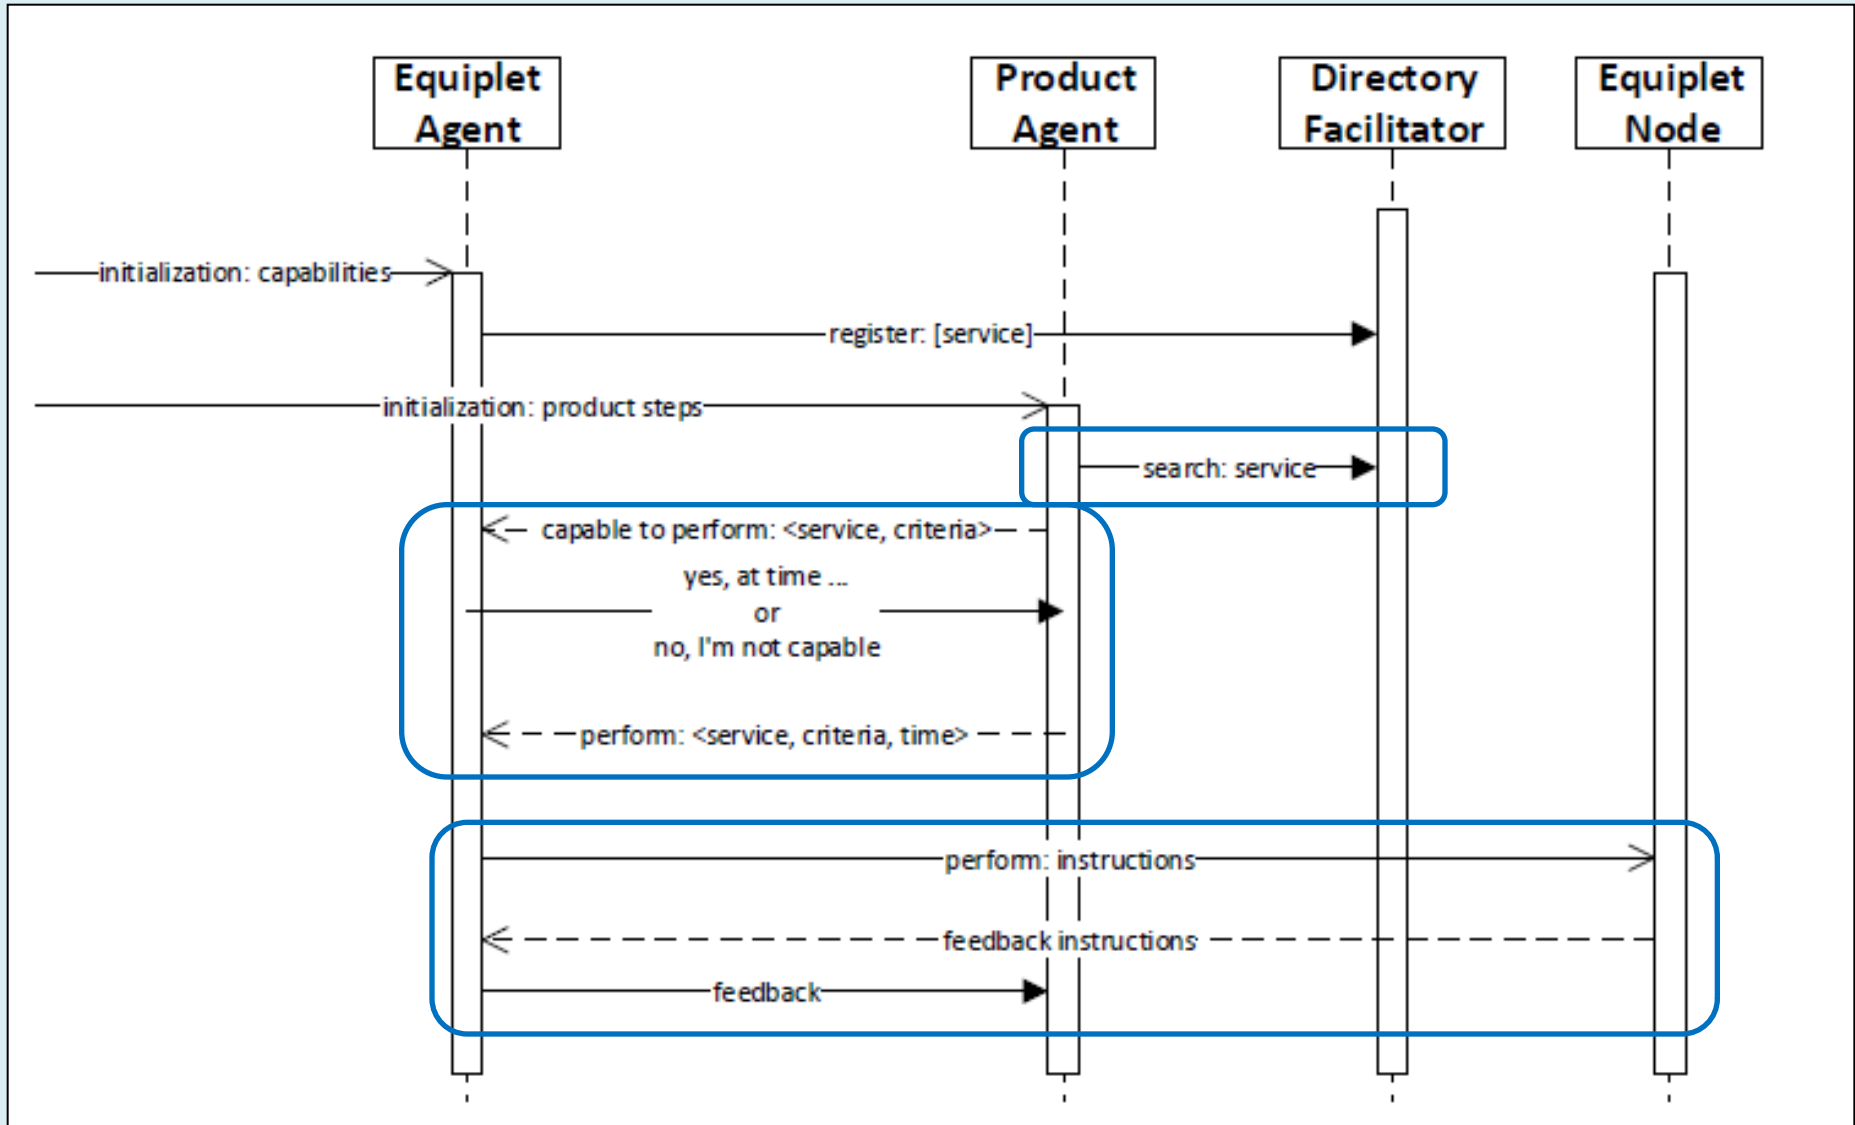 Equiplet
Agent
Product
Agent
Directory
Facilitator
Equiplet
Node
initialization: capabilities
register: [service]
initialization: product steps
search: service
capable to perform: <service, criteria>
yes, at time ...
or
no, I'm not capable
perform: <service, criteria, time>
perform: instructions
feedback instructions
feedback